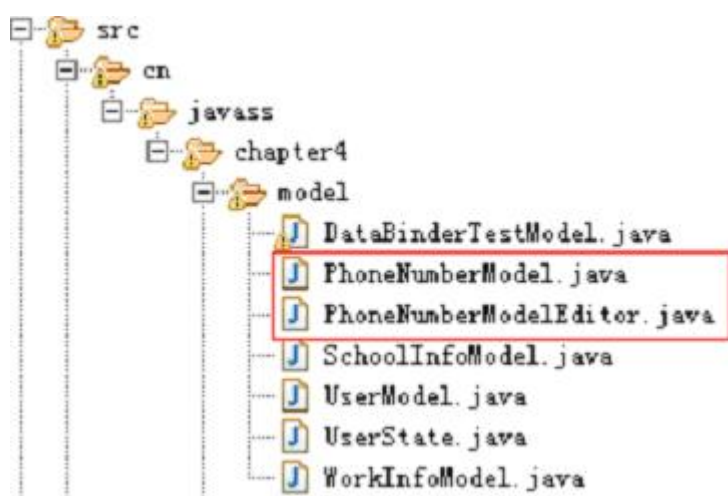 src
cn
javass
chapter4
model
DataBinderTestModel.java
PhoneNumberModel.java
PhoneNumberModelEditor.java
SchoolInfoModel.java
UserModel.java
UserState.java
WorkInfoModel.java